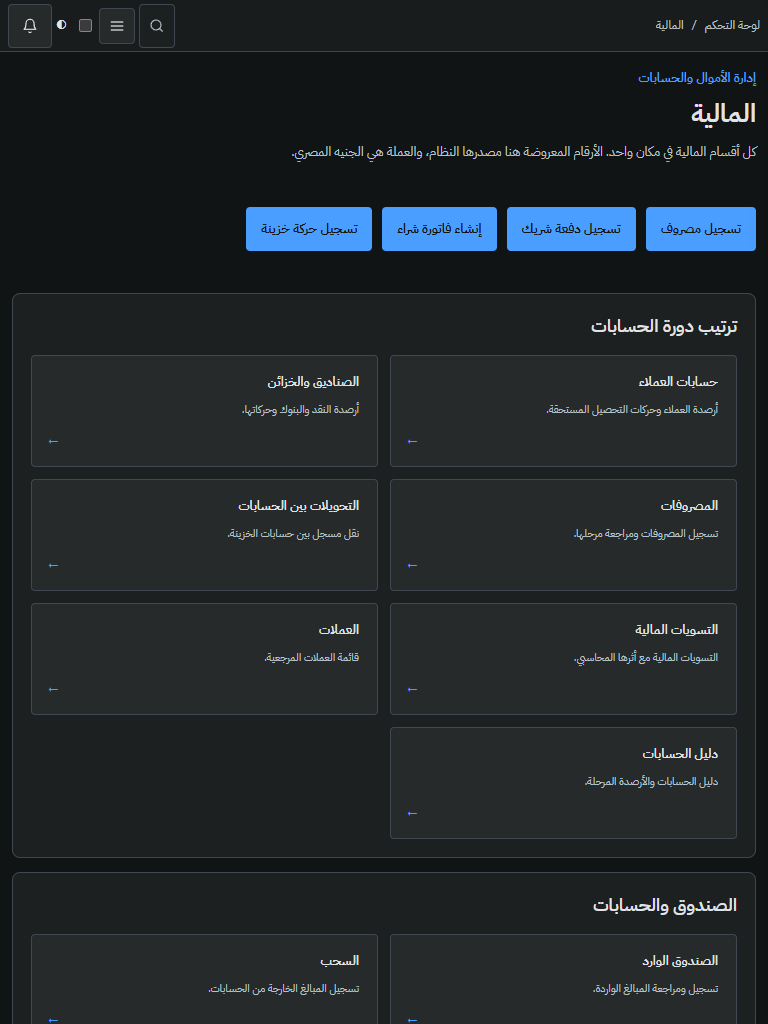 لوحة التحكم / المالية
إدارة الأموال والحسابات
المالية
كل أقسام المالية في مكان واحد. الأرقام المعروضة هنا مصدرها النظام، والعملة هي الجنيه المصري.
تسجيل مصروف
تسجيل دفعة شريك
إنشاء فاتورة شراء
تسجيل حركة خزينة
ترتيب دورة الحسابات
حسابات العملاء
أرصدة العملاء وحركات التحصيل المستحقة.
←
الصناديق والخزائن
أرصدة النقد والبنوك وحركاتها.
←
المصروفات
تسجيل المصروفات ومراجعة مرحلها.
←
التحويلات بين الحسابات
نقل مسجل بين حسابات الخزينة.
←
التسويات المالية
التسويات المالية مع أثرها المحاسبي.
←
العملات
قائمة العملات المرجعية.
←
دليل الحسابات
دليل الحسابات والأرصدة المرحلة.
←
الصندوق والحسابات
الصندوق الوارد
تسجيل ومراجعة المبالغ الواردة.
←
السحب
تسجيل المبالغ الخارجة من الحسابات.
←